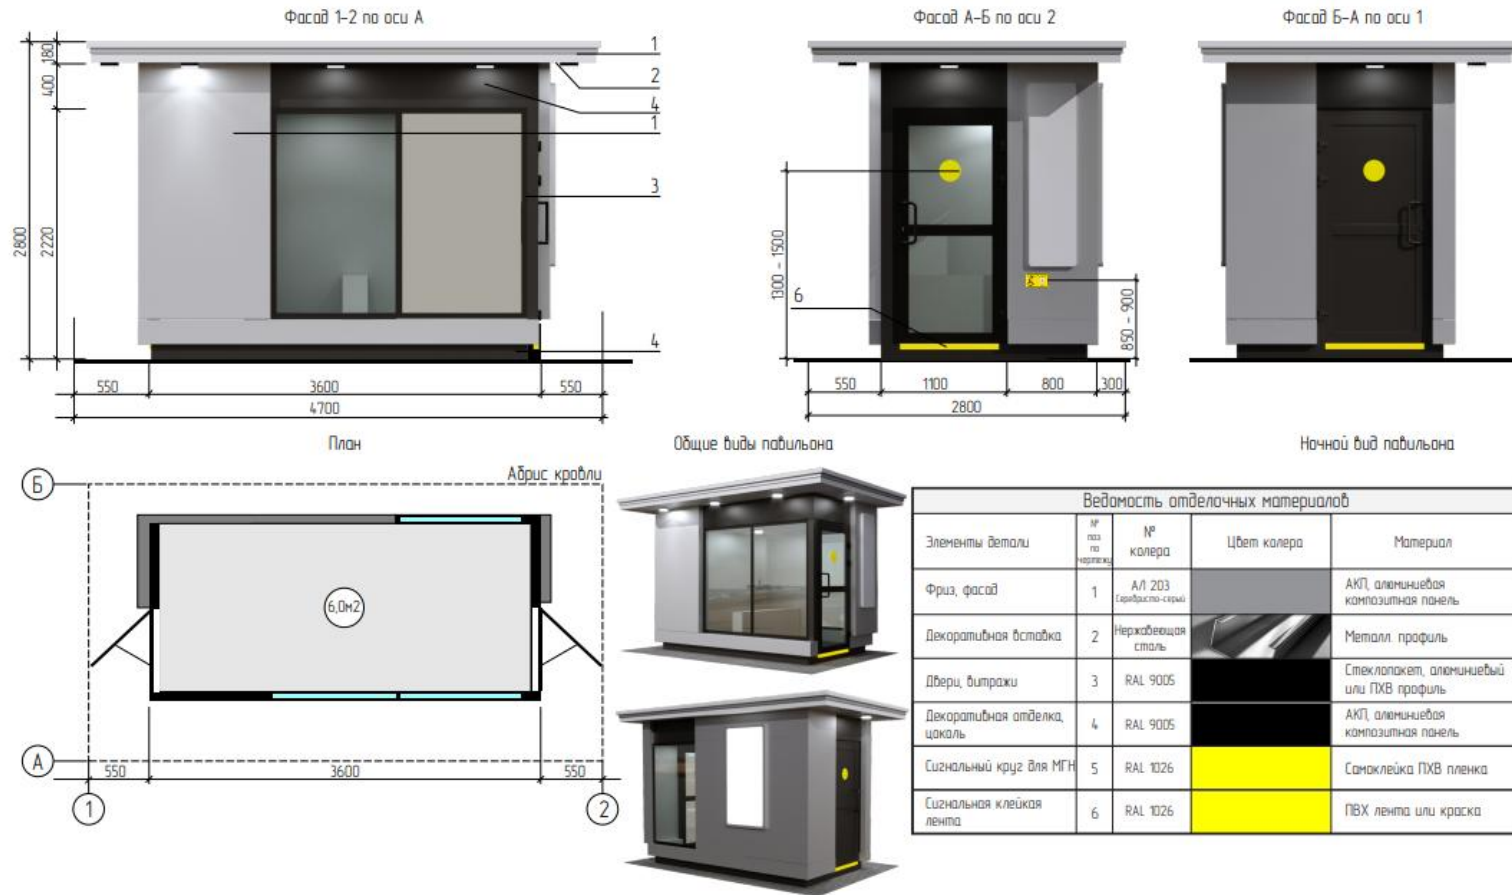 Фасад 1-2 по оси А
Фасад А-Б по оси 2
Фасад Б-А по оси 1
180
400
2800
2220
1
2
4
1
3
4
550
3600
550
4700
1300 - 1500
6
850 - 900
550
1100
800
300
2800
План
Общие виды павильона
Ночной вид павильона
Абрис кровли
Б
6,0м2
А
550
3600
550
1
2
Ведомость отделочных материалов
Элементы детали
№ поз по чертежу
№ колера
Цвет колера
Материал
Фриз, фасад
1
АЛ 203
Серебристо-серый
АКП, алюминиевая
композитная панель
Декоративная вставка
2
Нержавеющая
сталь
Металл. профиль
Двери, витражи
3
RAL 9005
Стеклопакет, алюминиевый
или ПХВ профиль
Декоративная отделка,
цоколь
4
RAL 9005
АКП, алюминиевая
композитная панель
Сигнальный круг для МГН
5
RAL 1026
Самоклейка ПХВ пленка
Сигнальная клейкая
лента
6
RAL 1026
ПВХ лента или краска